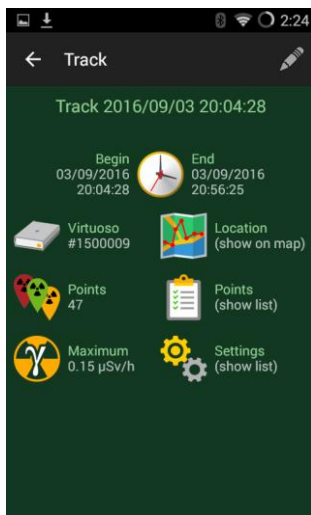 2:24
Track
Track 2016/09/03 20:04:28
Begin
03/09/2016
20:04:28
End
03/09/2016
20:56:25
Virtuoso
#1500009
Location
(show on map)
Points
47
Points
(show list)
γ
Maximum
0.15 µSv/h
Settings
(show list)